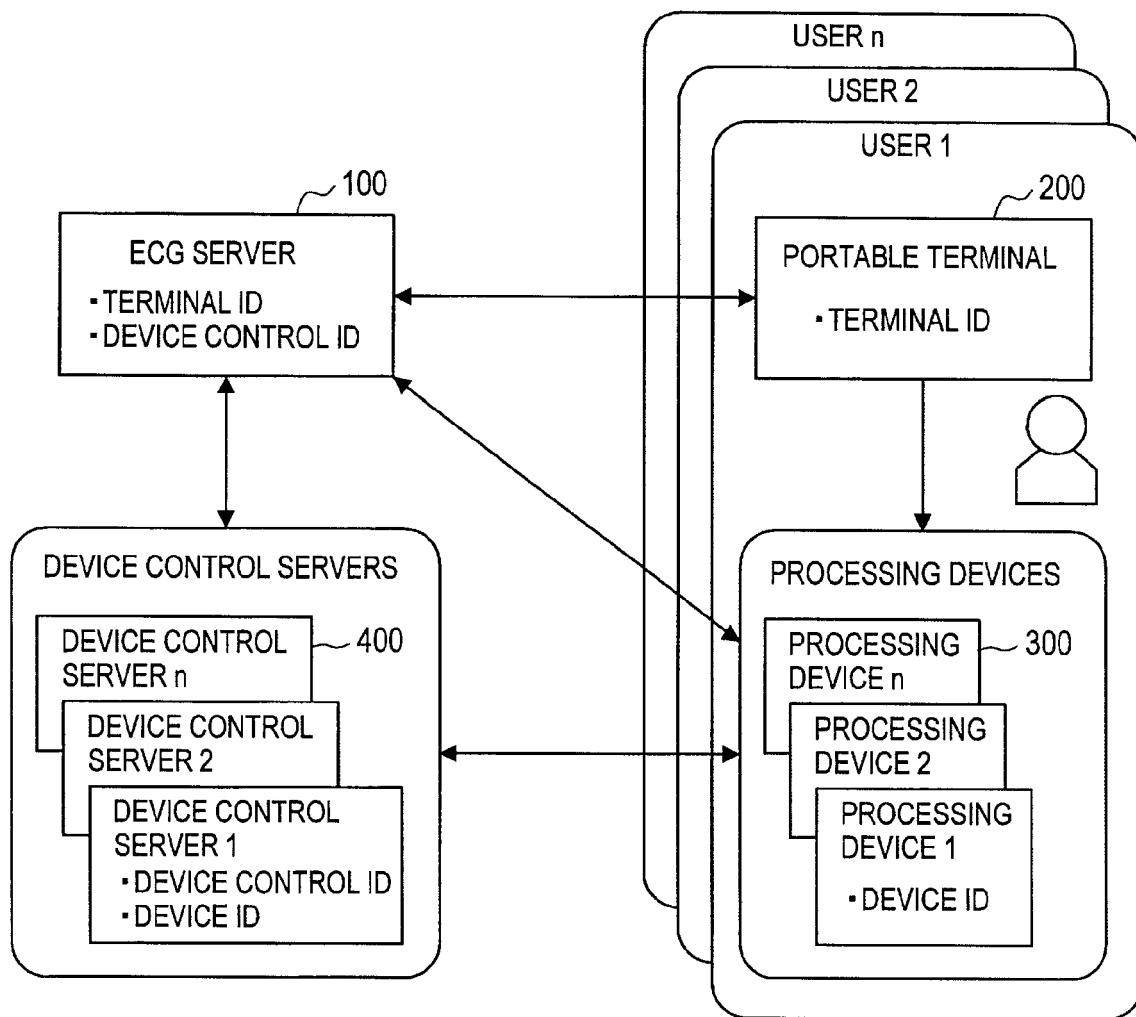 USER n
USER 2
USER 1
100
ECG SERVER
▪ TERMINAL ID
▪ DEVICE CONTROL ID
200
PORTABLE TERMINAL
▪ TERMINAL ID
DEVICE CONTROL SERVERS
DEVICE CONTROL
SERVER n
400
DEVICE CONTROL
SERVER 2
DEVICE CONTROL
SERVER 1
▪ DEVICE CONTROL ID
▪ DEVICE ID
PROCESSING DEVICES
PROCESSING
DEVICE n
300
PROCESSING
DEVICE 2
PROCESSING
DEVICE 1
▪ DEVICE ID